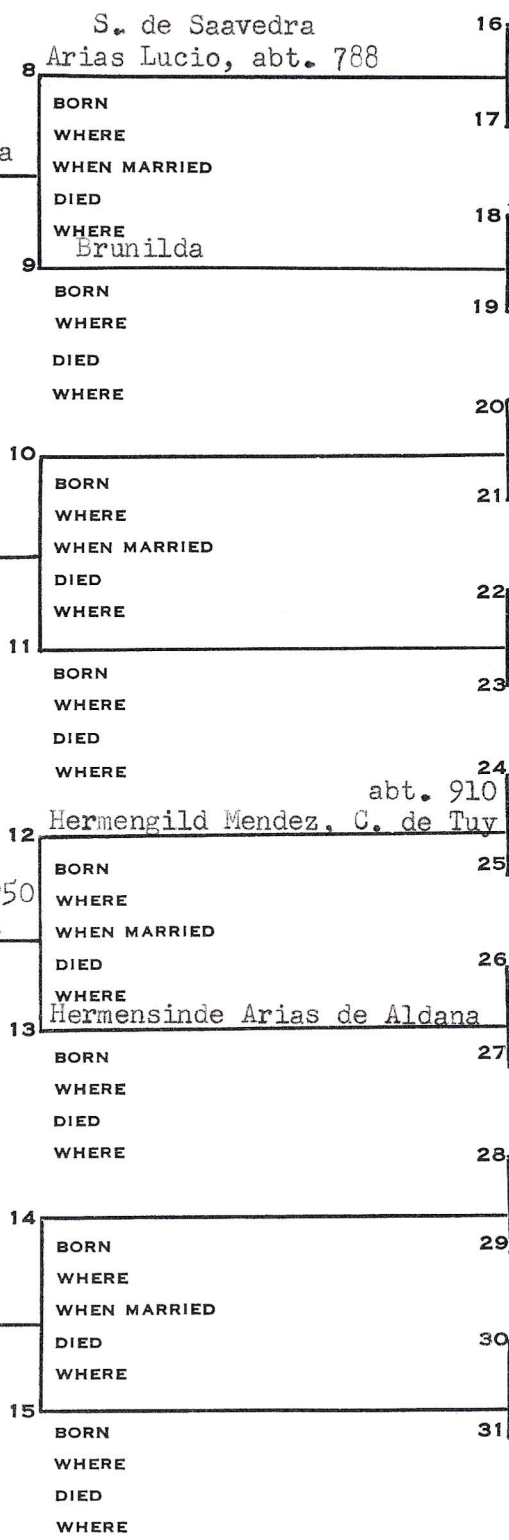 S. de Saavedra
16
Arias Lucio, abt. 788
8
BORN
17
WHERE
a
WHEN MARRIED
DIED
18
WHERE
Brunilda
9
BORN
19
WHERE
DIED
WHERE
20
10
BORN
21
WHERE
WHEN MARRIED
DIED
22
WHERE
11
BORN
23
WHERE
DIED
WHERE
24
abt. 910
Hermengild Mendez, C. de Tuy
12
BORN
25
50
WHERE
WHEN MARRIED
DIED
26
WHERE
Hermensinde Arias de Aldana
13
BORN
27
WHERE
DIED
WHERE
28
14
BORN
29
WHERE
WHEN MARRIED
DIED
30
WHERE
15
BORN
31
WHERE
DIED
WHERE